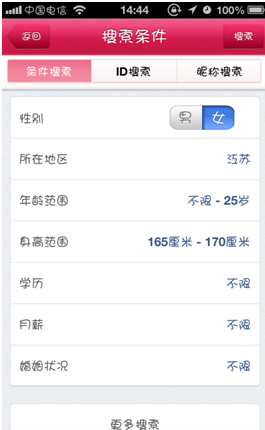 中国电信 14:44 100%
返回 搜索条件 搜索
条件搜索 ID搜索 昵称搜索
性别 男 女
所在地区 江苏
年龄范围 不限 - 25岁
身高范围 165厘米 - 170厘米
学历 不限
月薪 不限
婚姻状况 不限
更多搜索